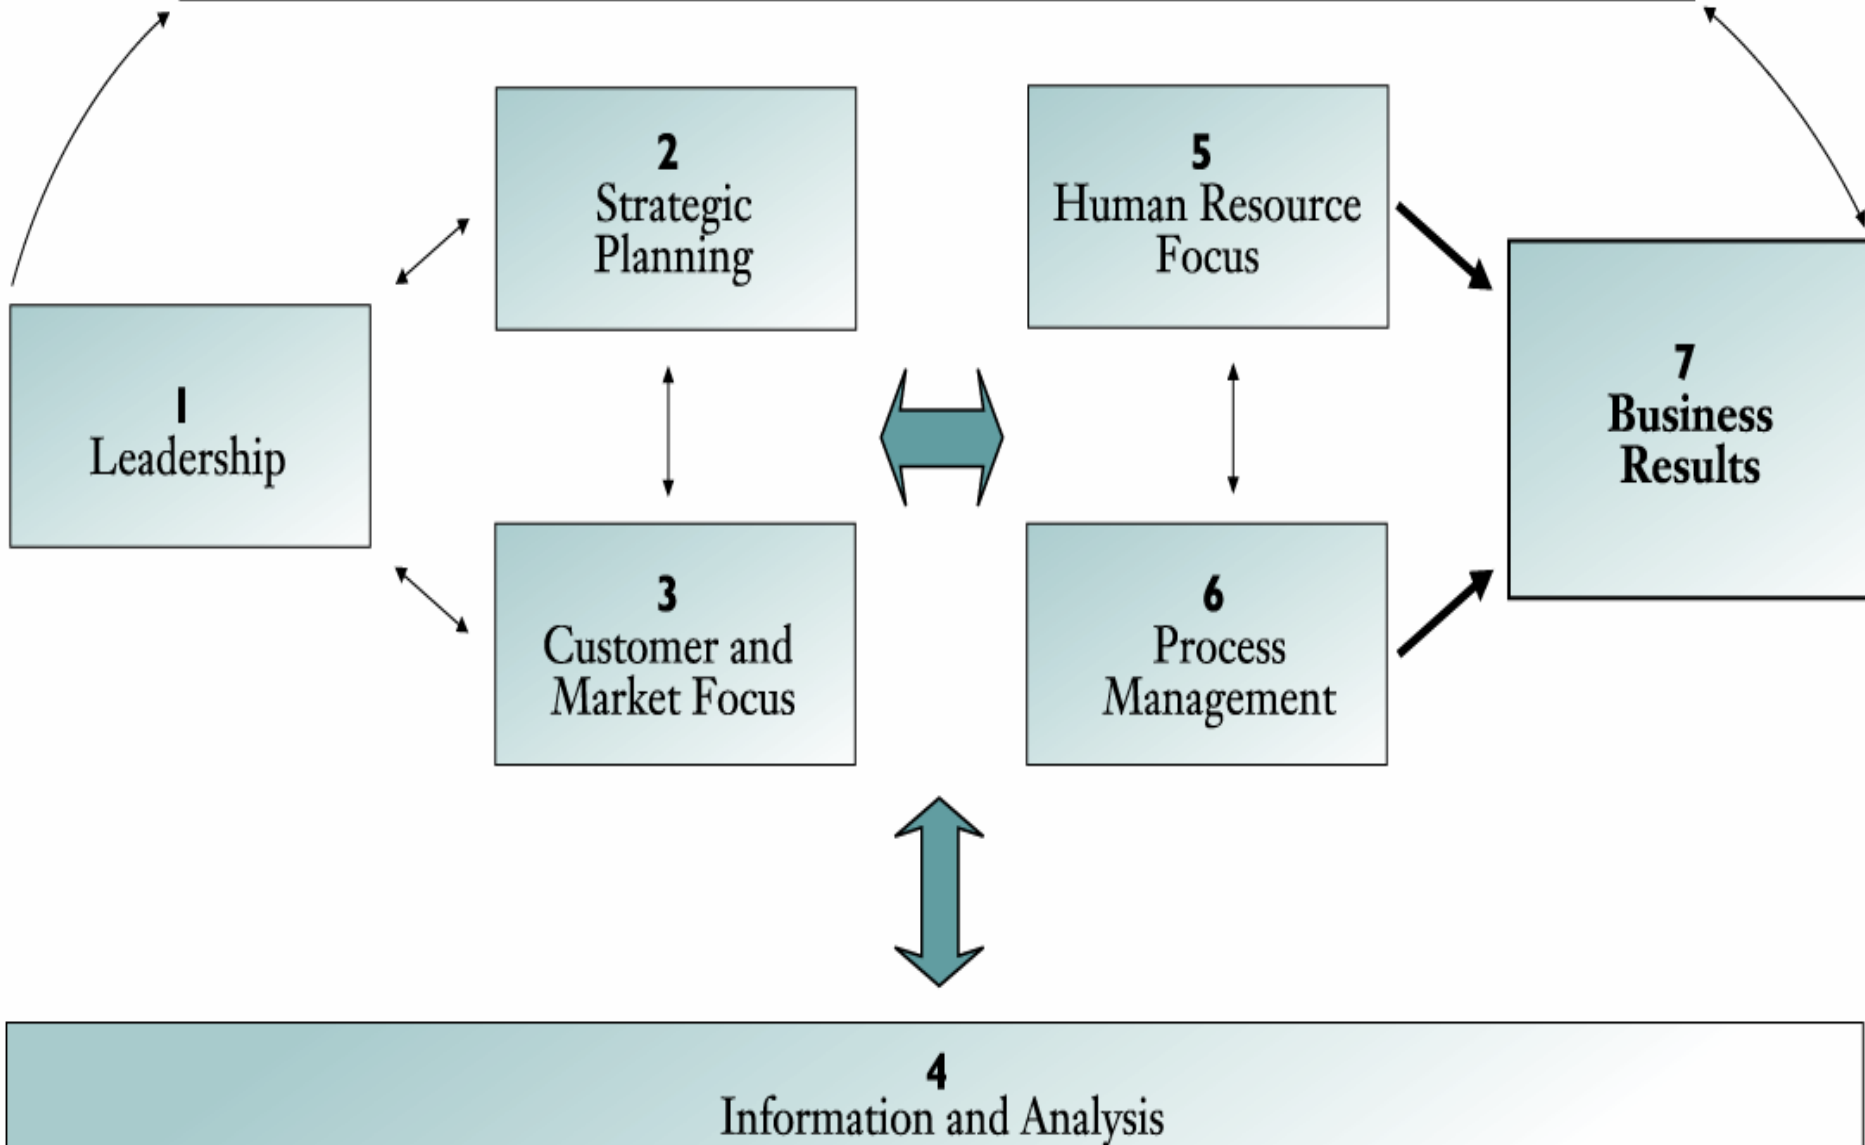 1
Leadership
2
Strategic
Planning
3
Customer and
Market Focus
5
Human Resource
Focus
6
Process
Management
7
Business
Results
4
Information and Analysis